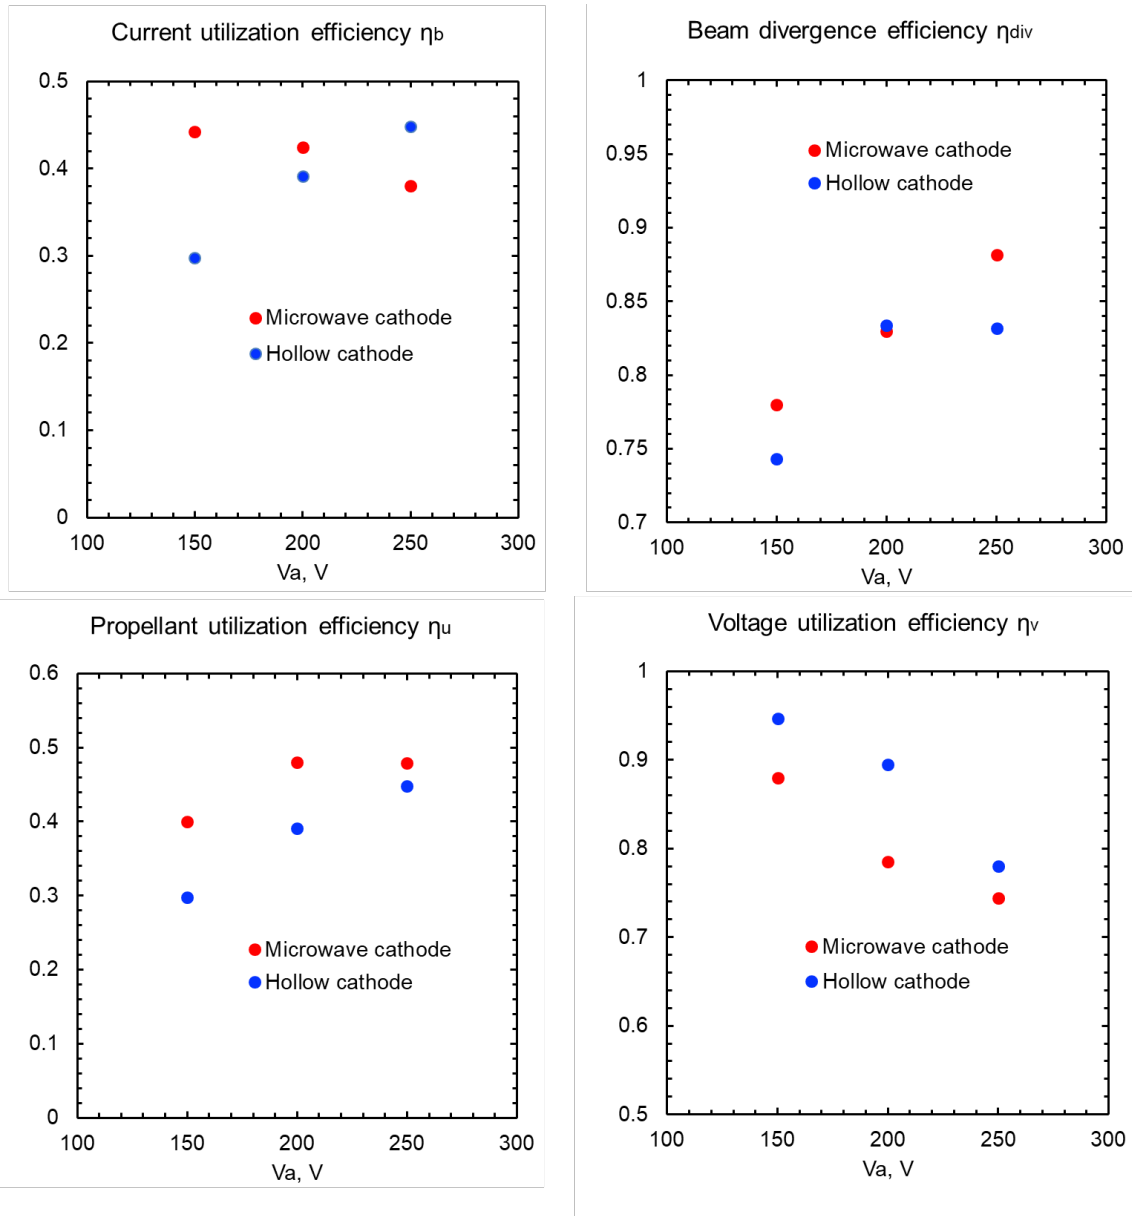 Current utilization efficiency ηb
0.5
0.4
0.3
0.2
0.1
0
Microwave cathode
Hollow cathode
100 150 200 250 300
Va, V
Beam divergence efficiency ηdiv
1
0.95
0.9
0.85
0.8
0.75
0.7
Microwave cathode
Hollow cathode
100 150 200 250 300
Va, V
Propellant utilization efficiency ηu
0.6
0.5
0.4
0.3
0.2
0.1
0
Microwave cathode
Hollow cathode
100 150 200 250 300
Va, V
Voltage utilization efficiency ηv
1
0.9
0.8
0.7
0.6
0.5
Microwave cathode
Hollow cathode
100 150 200 250 300
Va, V